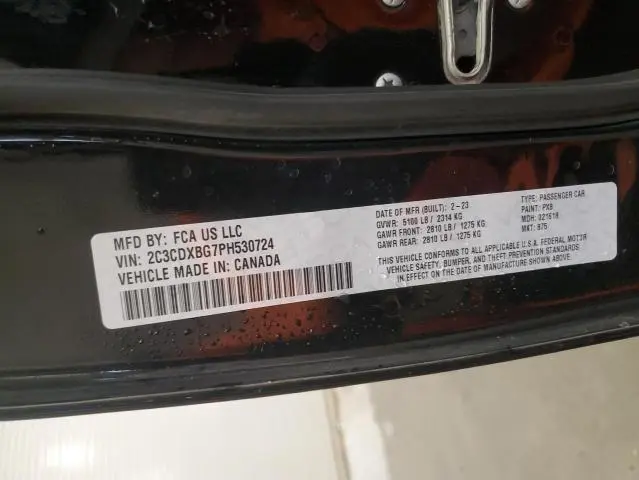 MFD BY: FCA US LLC
VIN: 2C3CDXBG7PH530724
VEHICLE MADE IN: CANADA
DATE OF MFR (BUILT): 2-23
GVWR: 5100 LB / 2314 KG
GAWR FRONT: 2810 LB / 1275 KG
GAWR REAR: 2810 LB / 1275 KG
TYPE: PASSENGER CAR
PAINT: PX8
MDH: 021618
MKT: 875
THIS VEHICLE CONFORMS TO ALL APPLICABLE U.S.A. FEDERAL MOTOR
VEHICLE SAFETY, BUMPER, AND THEFT PREVENTION STANDARDS
IN EFFECT ON THE DATE OF MANUFACTURE SHOWN ABOVE.